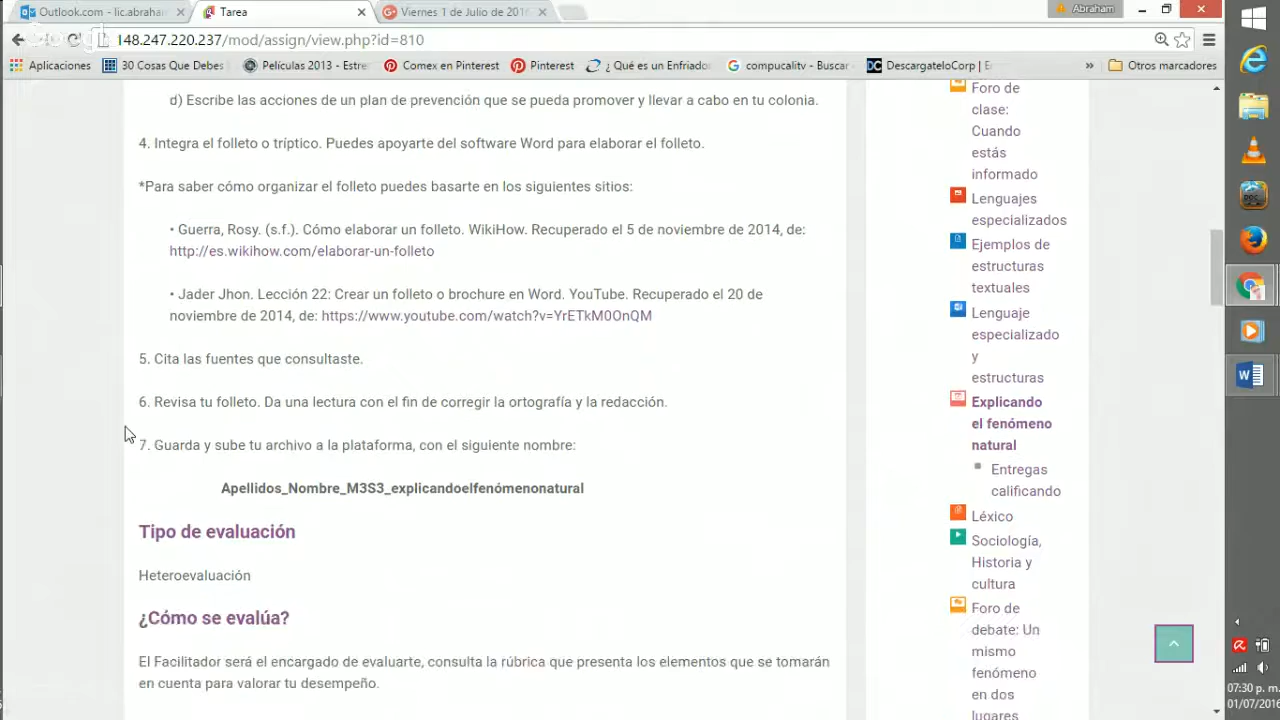 Outlook.com - lic.abraham
Tarea
Viernes 1 de Julio de 2016
Abraham
148.247.220.237/mod/assign/view.php?id=810
Aplicaciones
30 Cosas Que Debes
Películas 2013 - Estre
Comex en Pinterest
Pinterest
¿ Qué es un Enfriado
compucalitv - Buscar
DescargateloCorp | E
»
Otros marcadores
d) Escribe las acciones de un plan de prevención que se pueda promover y llevar a cabo en tu colonia.
4. Integra el folleto o tríptico. Puedes apoyarte del software Word para elaborar el folleto.
*Para saber cómo organizar el folleto puedes basarte en los siguientes sitios:
• Guerra, Rosy. (s.f.). Cómo elaborar un folleto. WikiHow. Recuperado el 5 de noviembre de 2014, de:
http://es.wikihow.com/elaborar-un-folleto
• Jader Jhon. Lección 22: Crear un folleto o brochure en Word. YouTube. Recuperado el 20 de
noviembre de 2014, de: https://www.youtube.com/watch?v=YrETkM0OnQM
5. Cita las fuentes que consultaste.
6. Revisa tu folleto. Da una lectura con el fin de corregir la ortografía y la redacción.
7. Guarda y sube tu archivo a la plataforma, con el siguiente nombre:
Apellidos_Nombre_M3S3_explicandoelfenómenonatural
Tipo de evaluación
Heteroevaluación
¿Cómo se evalúa?
El Facilitador será el encargado de evaluarte, consulta la rúbrica que presenta los elementos que se tomarán
en cuenta para valorar tu desempeño.
Foro de
clase:
Cuando
estás
informado
Lenguajes
especializados
Ejemplos de
estructuras
textuales
Lenguaje
especializado
y
estructuras
Explicando
el fenómeno
natural
Entregas
calificando
Léxico
Sociología,
Historia y
cultura
Foro de
debate: Un
mismo
fenómeno
en dos
lugares
07:30 p. m.
01/07/2016